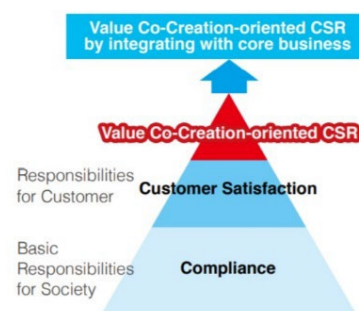 Value Co-Creation-oriented CSR
by integrating with core business
Value Co-Creation-oriented CSR
Responsibilities
for Customer
Customer Satisfaction
Basic
Responsibilities
for Society
Compliance